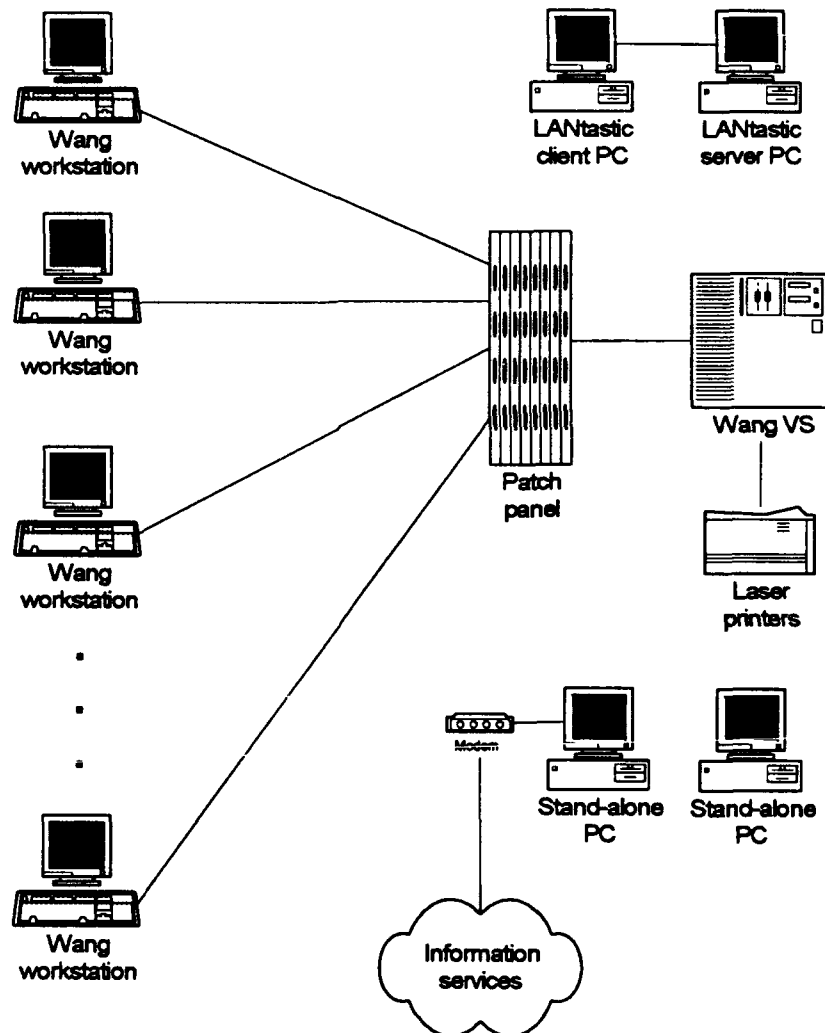 Wang
workstation
LANtastic
client PC
LANtastic
server PC
Wang
workstation
Wang VS
Patch
panel
Wang
workstation
Laser
printers
Modem
Stand-alone
PC
Stand-alone
PC
Wang
workstation
Information
services